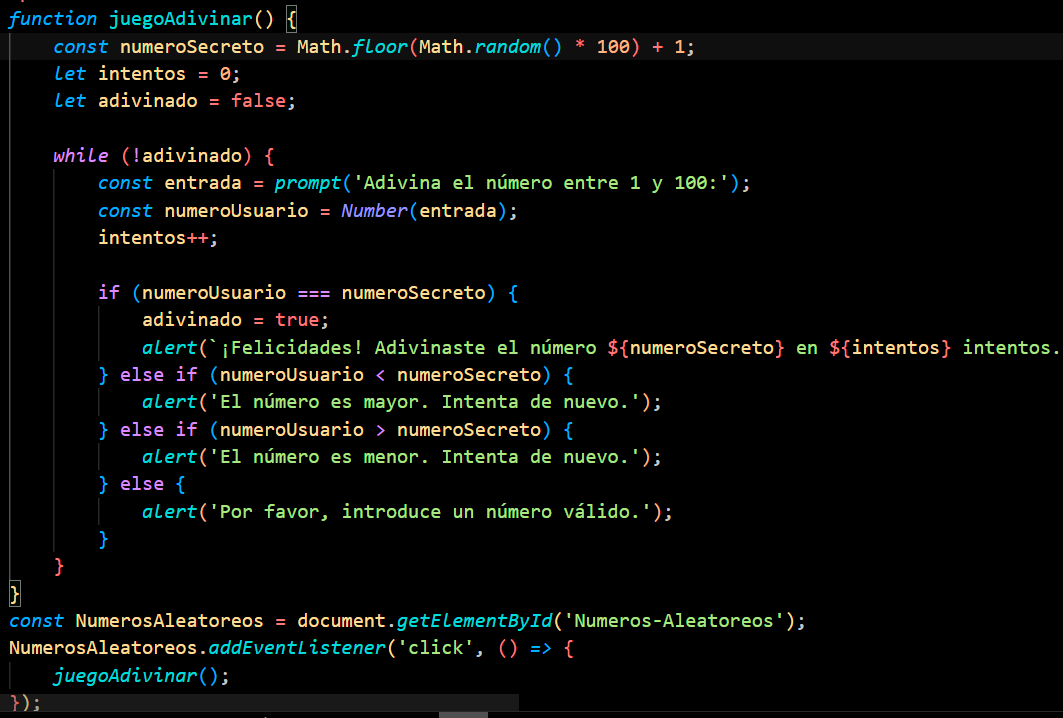 function juegoAdivinar() {
    const numeroSecreto = Math.floor(Math.random() * 100) + 1;
    let intentos = 0;
    let adivinado = false;

    while (!adivinado) {
        const entrada = prompt('Adivina el número entre 1 y 100:');
        const numeroUsuario = Number(entrada);
        intentos++;

        if (numeroUsuario === numeroSecreto) {
            adivinado = true;
            alert(`¡Felicidades! Adivinaste el número ${numeroSecreto} en ${intentos} intentos.
        } else if (numeroUsuario < numeroSecreto) {
            alert('El número es mayor. Intenta de nuevo.');
        } else if (numeroUsuario > numeroSecreto) {
            alert('El número es menor. Intenta de nuevo.');
        } else {
            alert('Por favor, introduce un número válido.');
        }
    }
}
const NumerosAleatoreos = document.getElementById('Numeros-Aleatoreos');
NumerosAleatoreos.addEventListener('click', () => {
    juegoAdivinar();
});